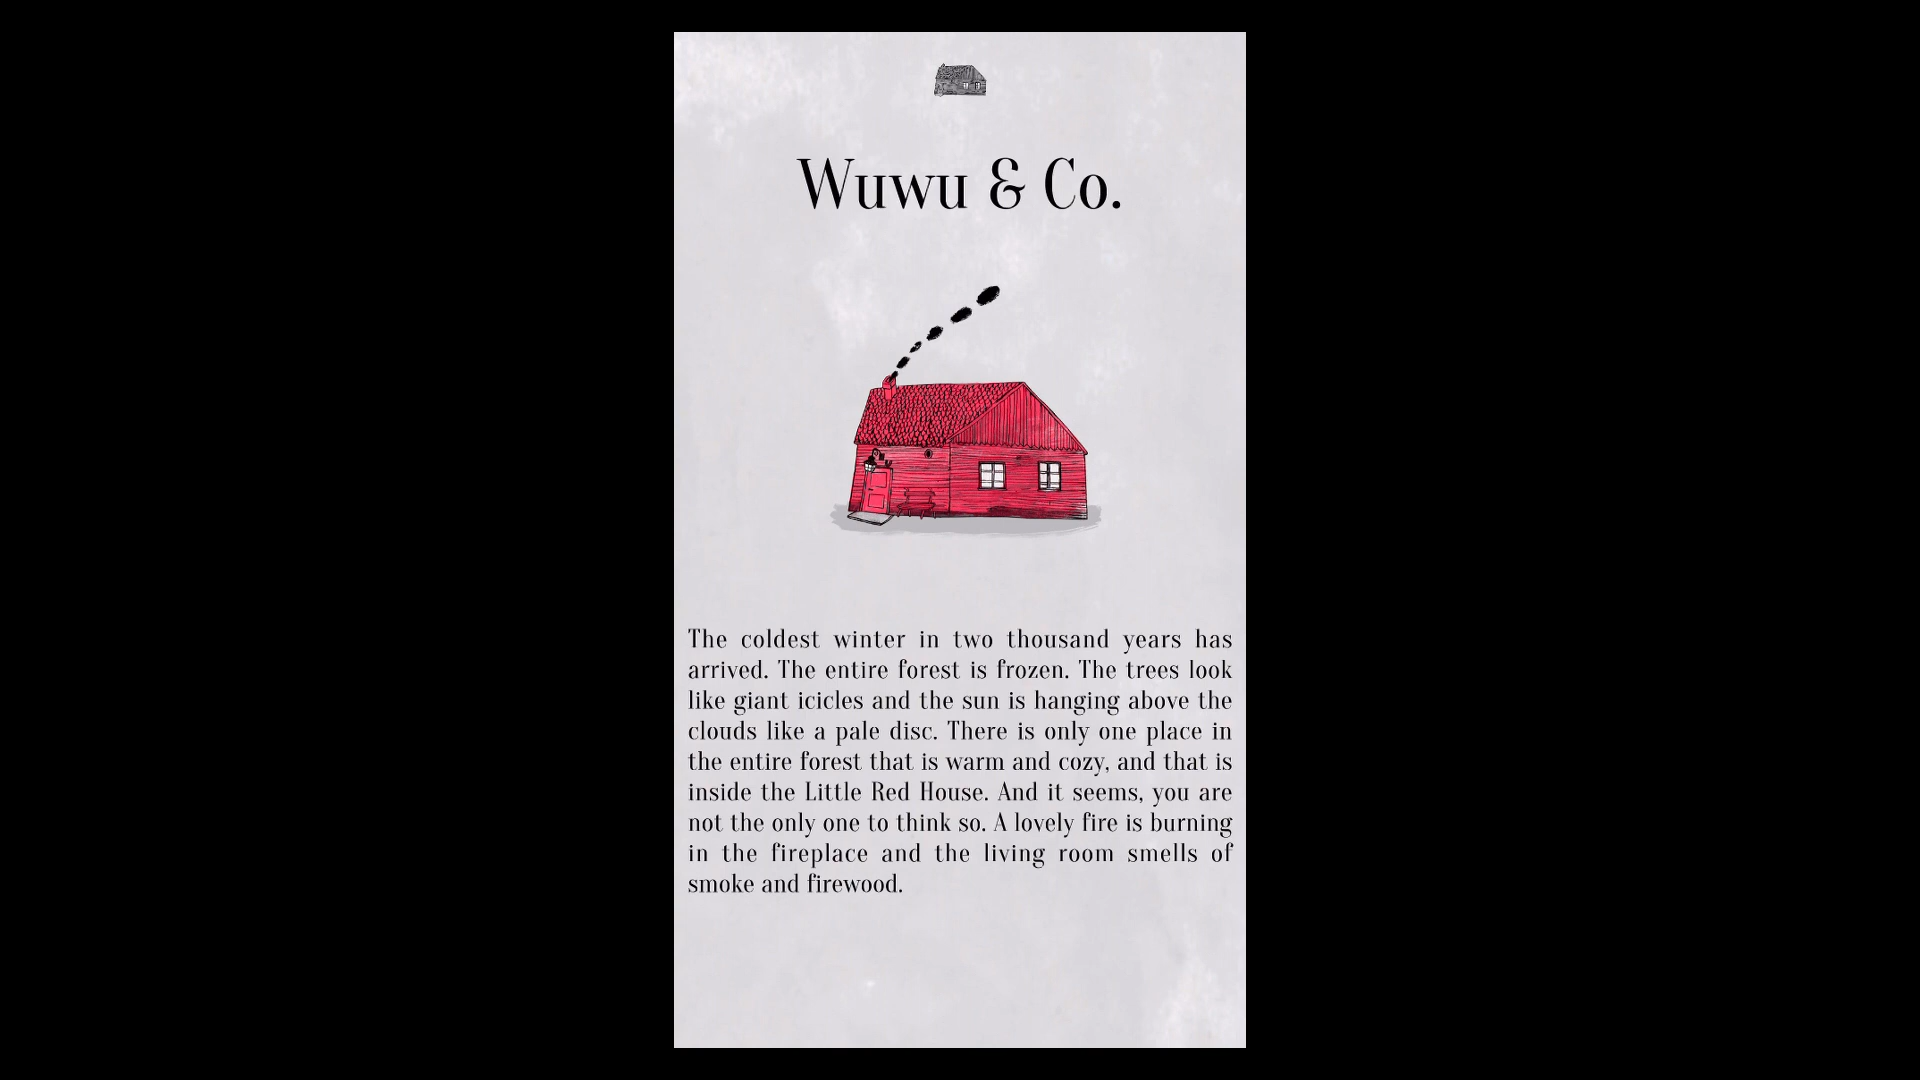 Wuwu & Co.
The coldest winter in two thousand years has
arrived. The entire forest is frozen. The trees look
like giant icicles and the sun is hanging above the
clouds like a pale disc. There is only one place in
the entire forest that is warm and cozy, and that is
inside the Little Red House. And it seems, you are
not the only one to think so. A lovely fire is burning
in the fireplace and the living room smells of
smoke and firewood.